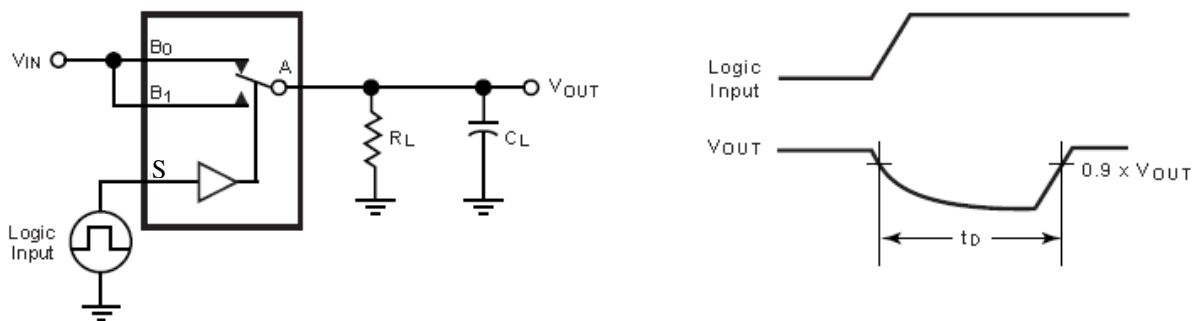 VIN
B0
B1
A
VOUT
RL
CL
S
Logic
Input
Logic
Input
VOUT
0.9 x VOUT
tD